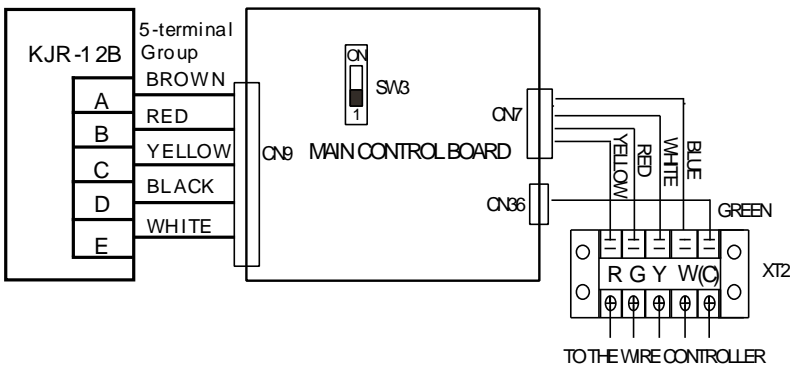 5-terminal
Group
KJR-12B
BROWN
A
RED
B
YELLOW
C
BLACK
D
WHITE
E
CN9
ON
1
SW3
MAIN CONTROL BOARD
CN7
CN36
YELLOW
RED
WHITE
BLUE
GREEN
R G Y W(C)
XT2
TO THE WIRE CONTROLLER